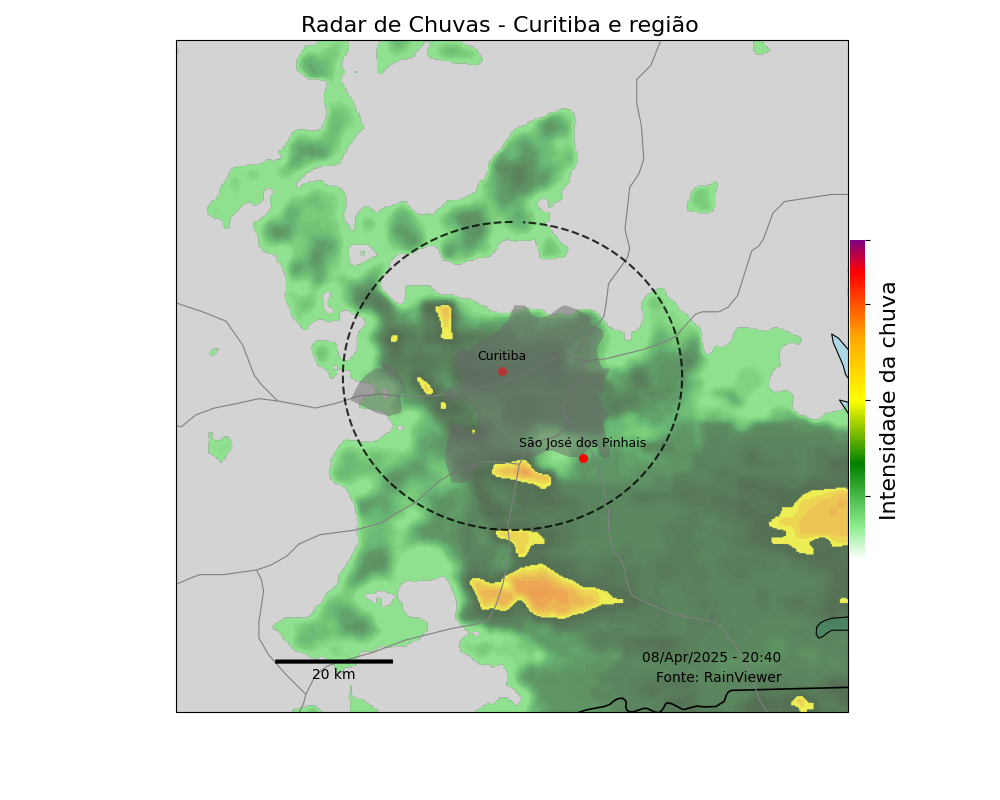 Radar de Chuvas - Curitiba e região
Curitiba
São José dos Pinhais
Intensidade da chuva
08/Apr/2025 - 20:40
Fonte: RainViewer
20 km